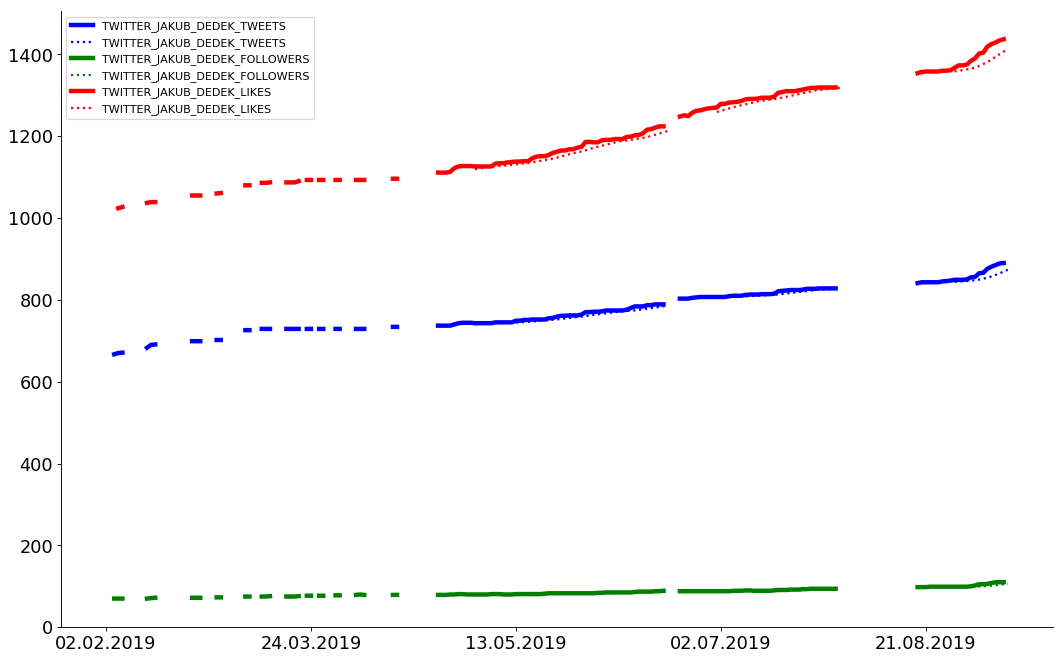 TWITTER_JAKUB_DEDEK_TWEETS
TWITTER_JAKUB_DEDEK_TWEETS
TWITTER_JAKUB_DEDEK_FOLLOWERS
TWITTER_JAKUB_DEDEK_FOLLOWERS
TWITTER_JAKUB_DEDEK_LIKES
TWITTER_JAKUB_DEDEK_LIKES
1400
1200
1000
800
600
400
200
0
02.02.2019 24.03.2019 13.05.2019 02.07.2019 21.08.2019